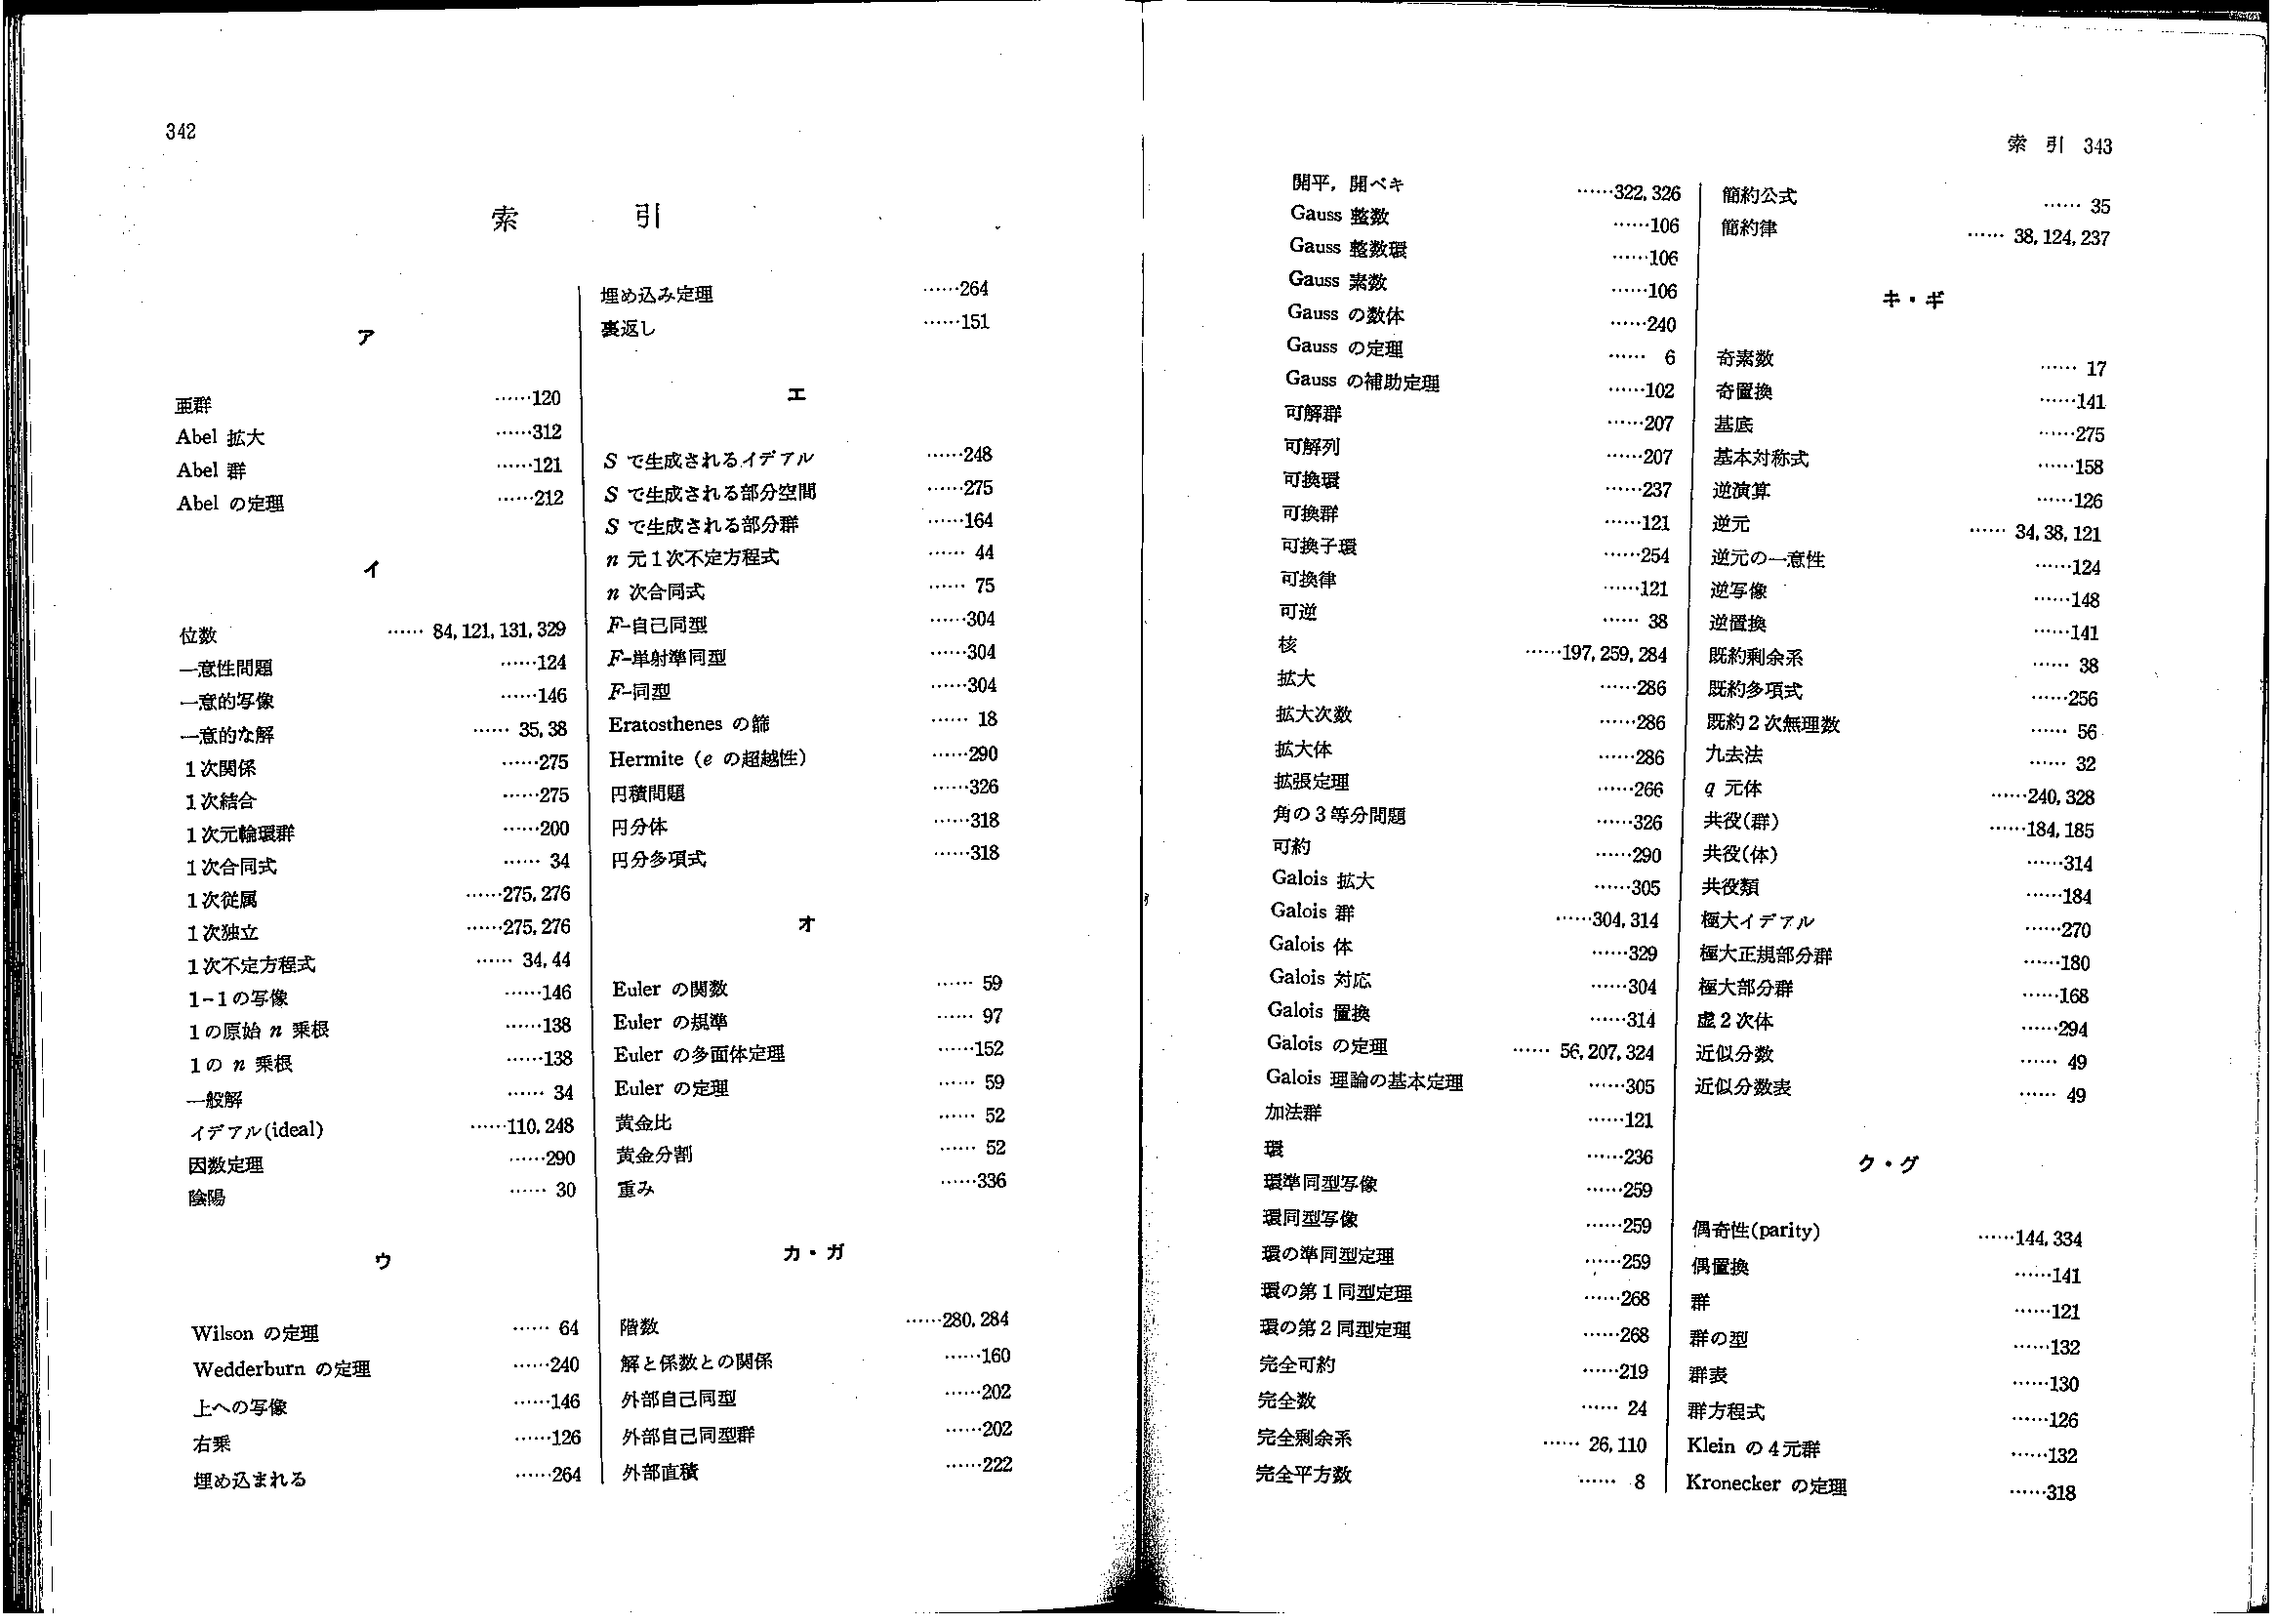 342
索引
ア
亜群 ……120
Abel 拡大 ……312
Abel 群 ……121
Abel の定理 ……212
イ
位数 …… 84, 121, 131, 329
一意性問題 ……124
一意的写像 ……146
一意的な解 …… 35, 38
1次関係 ……275
1次結合 ……275
1次元輪環群 ……200
1次合同式 …… 34
1次従属 ……275, 276
1次独立 ……275, 276
1次不定方程式 …… 34, 44
1-1の写像 ……146
1の原始 n 乗根 ……138
1の n 乗根 ……138
一般解 …… 34
イデアル(ideal) ……110, 248
因数定理 ……290
陰陽 …… 30
ウ
Wilson の定理 …… 64
Wedderburn の定理 ……240
上への写像 ……146
右乗 ……126
埋め込まれる ……264
埋め込み定理 ……264
裏返し ……151
エ
S で生成されるイデアル ……248
S で生成される部分空間 ……275
S で生成される部分群 ……164
n 元1次不定方程式 …… 44
n 次合同式 …… 75
F-自己同型 ……304
F-単射準同型 ……304
F-同型 ……304
Eratosthenes の篩 …… 18
Hermite (e の超越性) ……290
円積問題 ……326
円分体 ……318
円分多項式 ……318
オ
Euler の関数 …… 59
Euler の規準 …… 97
Euler の多面体定理 ……152
Euler の定理 …… 59
黄金比 …… 52
黄金分割 …… 52
重み ……336
カ・ガ
階数 ……280, 284
解と係数との関係 ……160
外部自己同型 ……202
外部自己同型群 ……202
外部直積 ……222
索引 343
開平，開ベキ ……322, 326
Gauss 整数 ……106
Gauss 整数環 ……106
Gauss 素数 ……106
Gauss の数体 ……240
Gauss の定理 …… 6
Gauss の補助定理 ……102
可解群 ……207
可解列 ……207
可換環 ……237
可換群 ……121
可換子環 ……254
可換律 ……121
可逆 …… 38
核 ……197, 259, 284
拡大 ……286
拡大次数 ……286
拡大体 ……286
拡張定理 ……266
角の3等分問題 ……326
可約 ……290
Galois 拡大 ……305
Galois 群 ……304, 314
Galois 体 ……329
Galois 対応 ……304
Galois 置換 ……314
Galois の定理 …… 56, 207, 324
Galois 理論の基本定理 ……305
加法群 ……121
環 ……236
環準同型写像 ……259
環同型写像 ……259
環の準同型定理 ……259
環の第1同型定理 ……268
環の第2同型定理 ……268
完全可約 ……219
完全数 …… 24
完全剰余系 …… 26, 110
完全平方数 …… 8
簡約公式 …… 35
簡約律 …… 38, 124, 237
キ・ギ
奇素数 …… 17
奇置換 ……141
基底 ……275
基本対称式 ……158
逆演算 ……126
逆元 …… 34, 38, 121
逆元の一意性 ……124
逆写像 ……148
逆置換 ……141
既約剰余系 …… 38
既約多項式 ……256
既約2次無理数 …… 56
九去法 …… 32
q 元体 ……240, 328
共役(群) ……184, 185
共役(体) ……314
共役類 ……184
極大イデアル ……270
極大正規部分群 ……180
極大部分群 ……168
虚2次体 ……294
近似分数 …… 49
近似分数表 …… 49
ク・グ
偶奇性(parity) ……144, 334
偶置換 ……141
群 ……121
群の型 ……132
群表 ……130
群方程式 ……126
Klein の4元群 ……132
Kronecker の定理 ……318